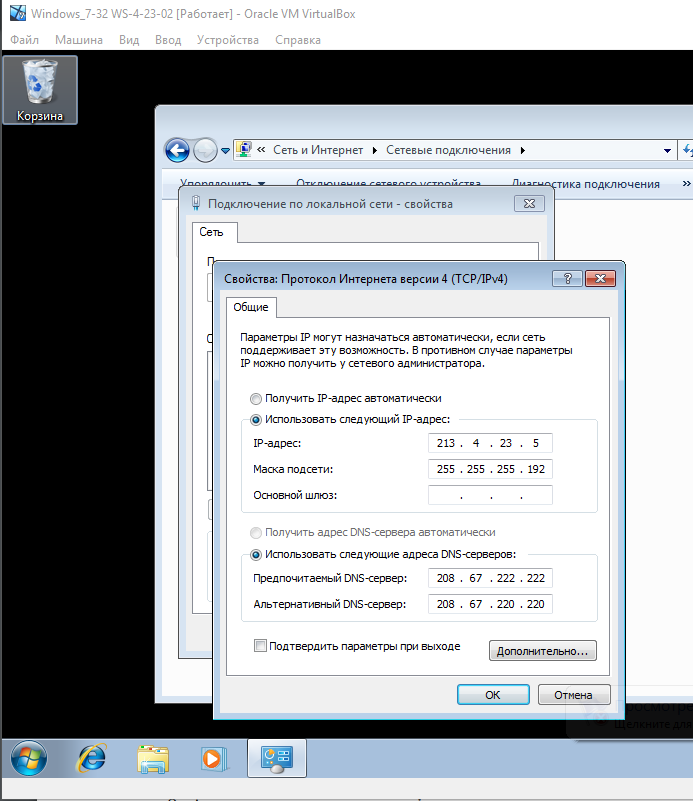 Windows_7-32 WS-4-23-02 [Работает] - Oracle VM VirtualBox
Файл Машина Вид Ввод Устройства Справка
Корзина
« Сеть и Интернет Сетевые подключения
Упорядочить Отключение сетевого устройства Диагностика подключения »
Подключение по локальной сети - свойства
Сеть
Свойства: Протокол Интернета версии 4 (TCP/IPv4)
Общие
Параметры IP могут назначаться автоматически, если сеть
поддерживает эту возможность. В противном случае параметры
IP можно получить у сетевого администратора.
Получить IP-адрес автоматически
Использовать следующий IP-адрес:
IP-адрес: 213 . 4 . 23 . 5
Маска подсети: 255 . 255 . 255 . 192
Основной шлюз: . . .
Получить адрес DNS-сервера автоматически
Использовать следующие адреса DNS-серверов:
Предпочитаемый DNS-сервер: 208 . 67 . 222 . 222
Альтернативный DNS-сервер: 208 . 67 . 220 . 220
Подтвердить параметры при выходе
Дополнительно...
ОК Отмена
Щелкните для